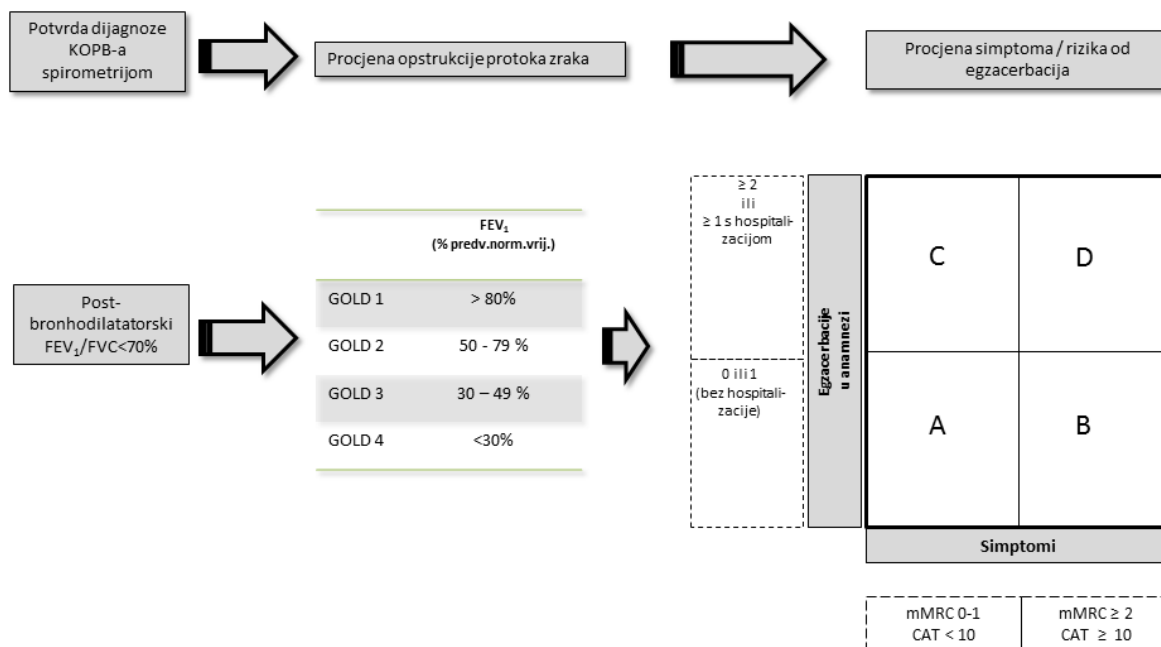 Potvrda dijagnoze
KOPB-a
spirometrijom
Procjena opstrukcije protoka zraka
Procjena simptoma / rizika od
egzacerbacija
Post-
bronhodilatatorski
FEV₁/FVC<70%
FEV₁
(% predv.norm.vrij.)
GOLD 1 > 80%
GOLD 2 50 - 79 %
GOLD 3 30 – 49 %
GOLD 4 <30%
≥ 2
ili
≥ 1 s hospitali-
zacijom
0 ili 1
(bez hospitali-
zacije)
Egzacerbacije
u anamnezi
C D
A B
Simptomi
mMRC 0-1
CAT < 10
mMRC ≥ 2
CAT ≥ 10